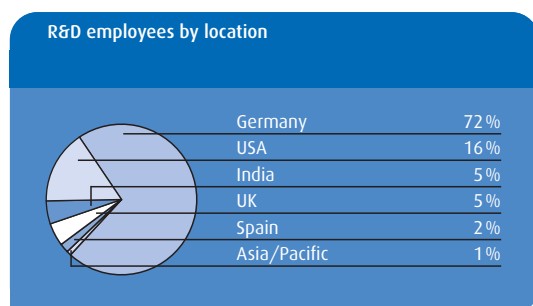 R&D employees by location
Germany 72 %
USA 16 %
India 5 %
UK 5 %
Spain 2 %
Asia/Pacific 1 %